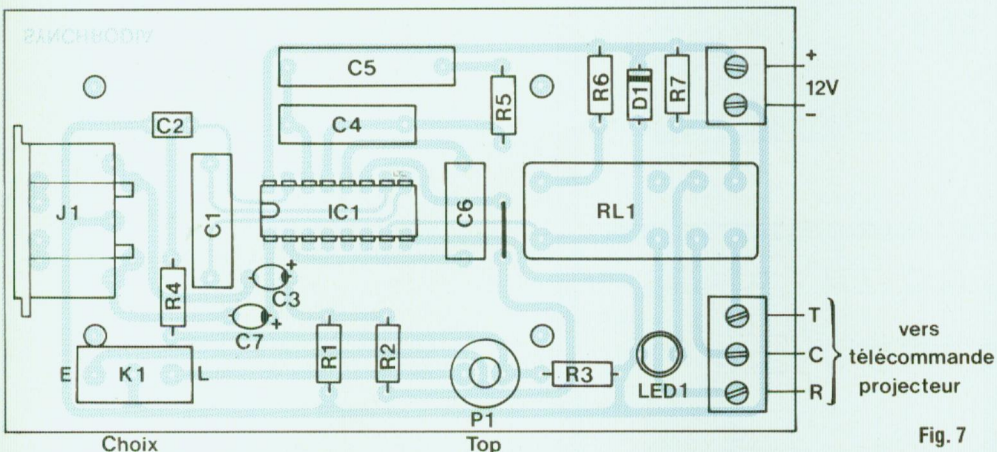 SYNCHRODIA
C5
C4
C2
R5
R6
D1
R7
+
12V
–
J1
C1
IC1
C6
RL1
R4
C3
+
C7
+
R1
R2
E
K1
L
P1
R3
LED1
T
C
R
vers
télécommande
projecteur
Choix
Top
Fig. 7